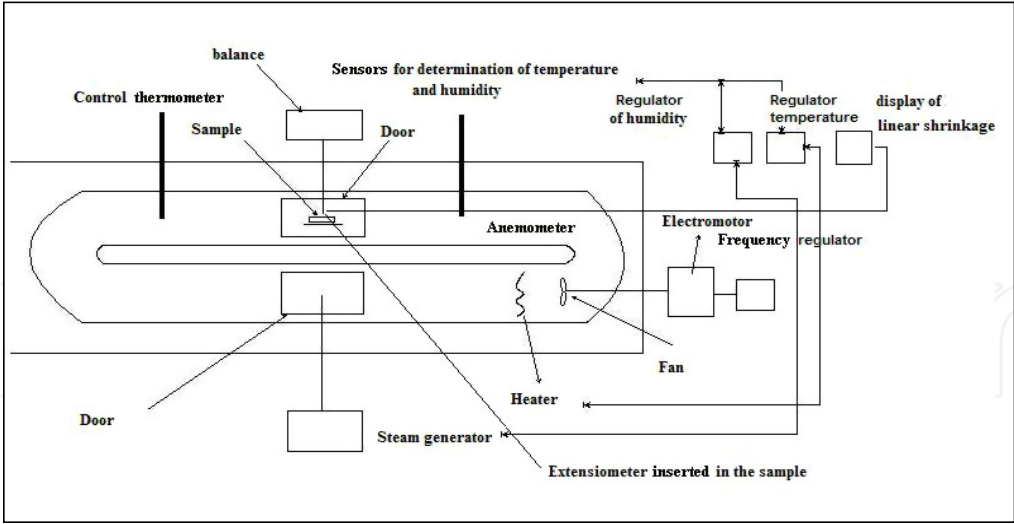 balance
Sensors for determination of temperature
and humidity
Control thermometer
Sample
Door
Regulator
of humidity
Regulator
temperature
display of
linear shrinkage
Anemometer
Electromotor
Frequency regulator
Fan
Heater
Door
Steam generator
Extensiometer inserted in the sample